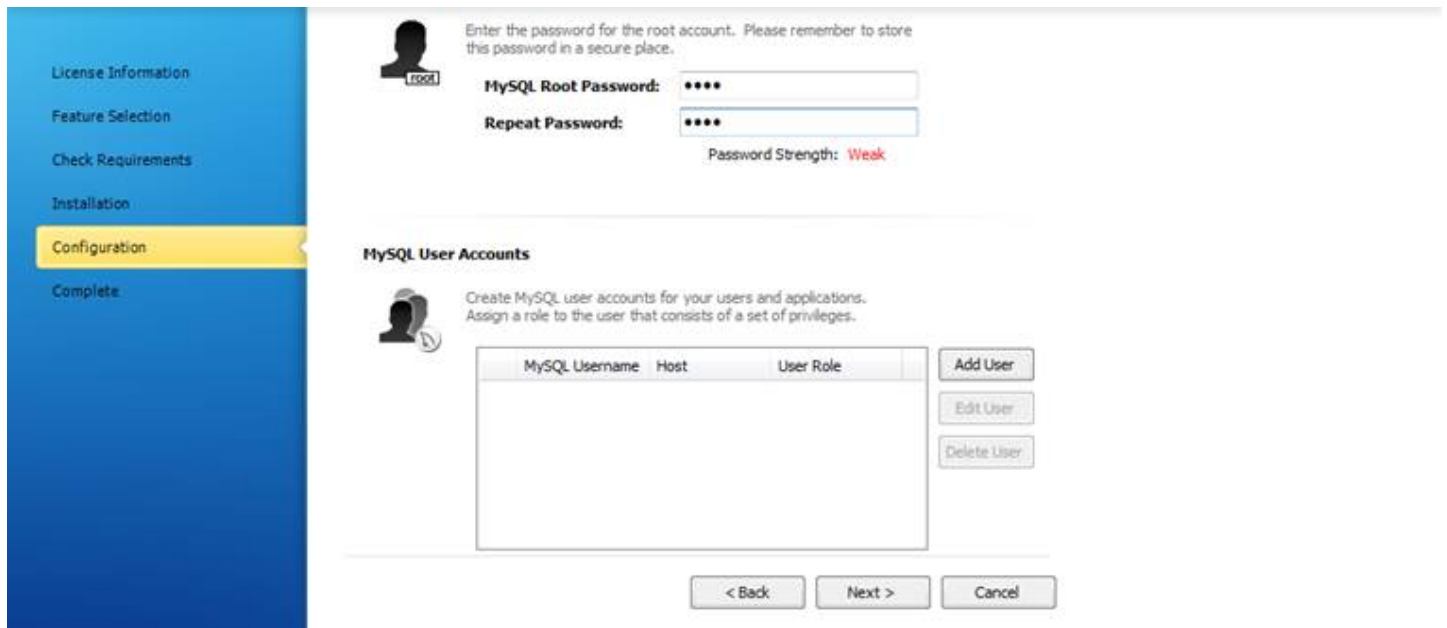 Enter the password for the root account. Please remember to store
this password in a secure place.
root
MySQL Root Password: ••••
Repeat Password: ••••
Password Strength: Weak
License Information
Feature Selection
Check Requirements
Installation
Configuration
Complete
MySQL User Accounts
Create MySQL user accounts for your users and applications.
Assign a role to the user that consists of a set of privileges.
MySQL Username Host User Role
Add User
Edit User
Delete User
< Back Next > Cancel